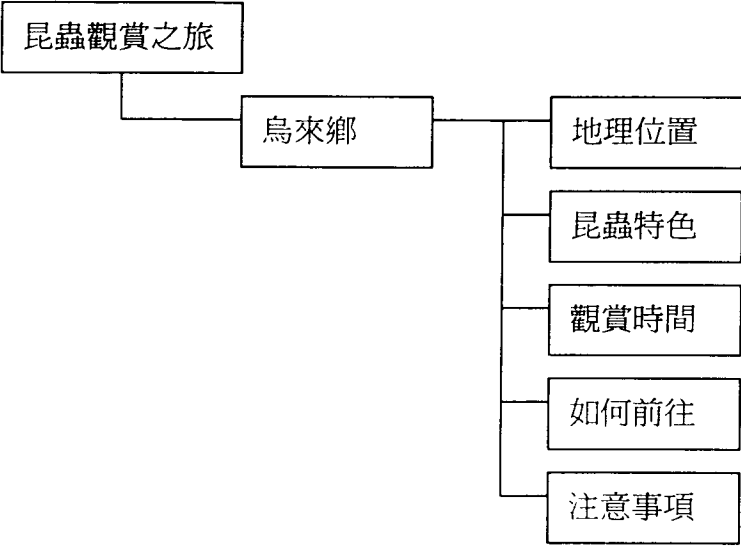 昆蟲觀賞之旅
烏來鄉
地理位置
昆蟲特色
觀賞時間
如何前往
注意事項